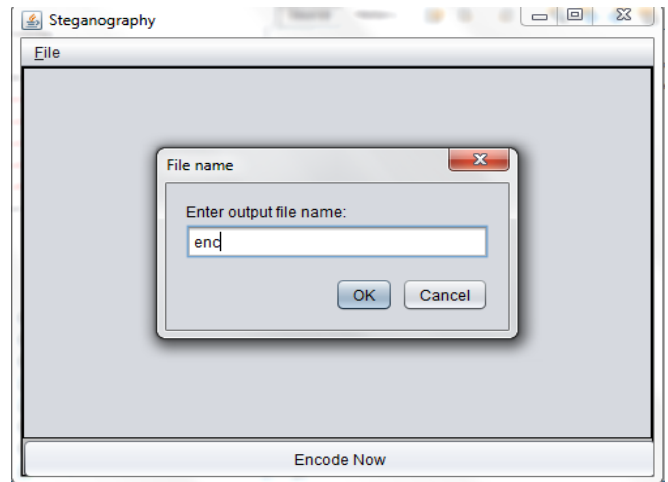 Steganography
File
File name
Enter output file name:
enc
OK Cancel
Encode Now